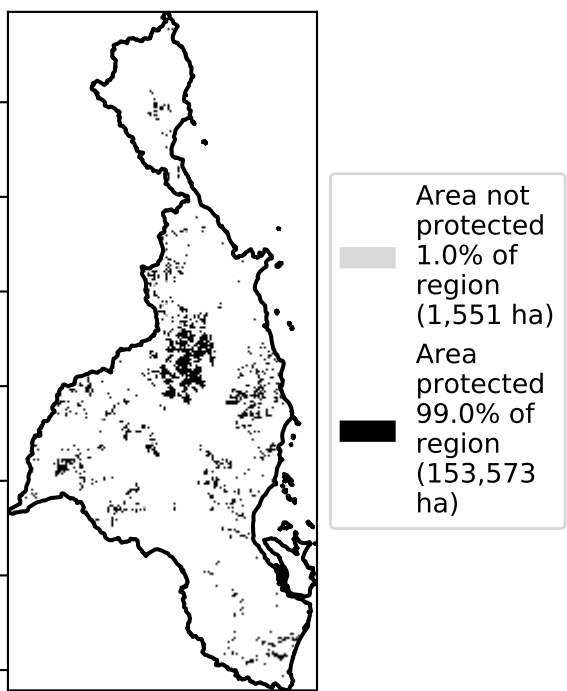 Area not
protected
1.0% of
region
(1,551 ha)
Area
protected
99.0% of
region
(153,573
ha)